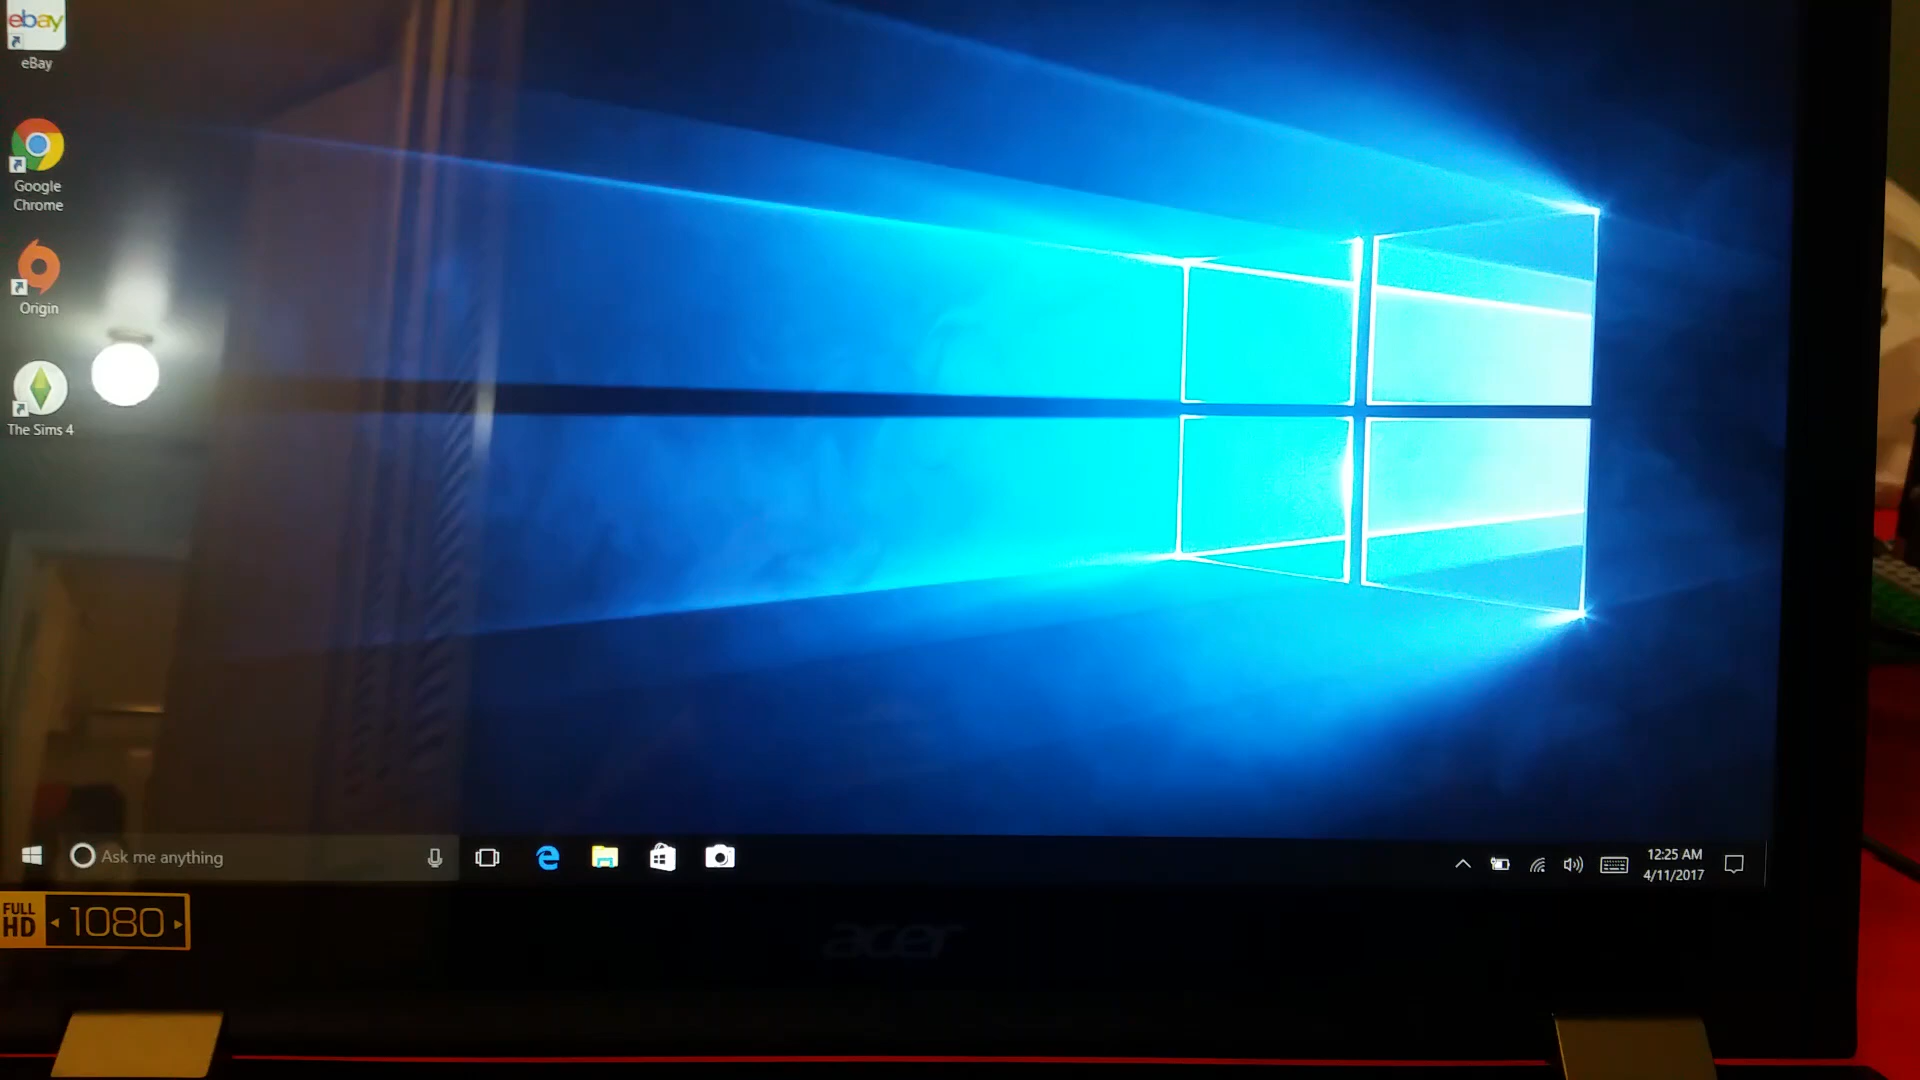 ebay
eBay
Google
Chrome
Origin
The Sims 4
Ask me anything
12:25 AM
4/11/2017
FULL
HD
1080
acer